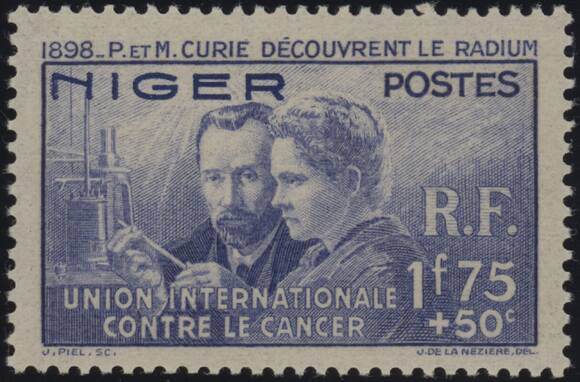 1898_P. ET M. CURIE DÉCOUVRENT LE RADIUM
NIGER POSTES
R.F.
UNION INTERNATIONALE 1f75
CONTRE LE CANCER +50c
J. PIEL. SC. J. DE LA NEZIERE, DEL.